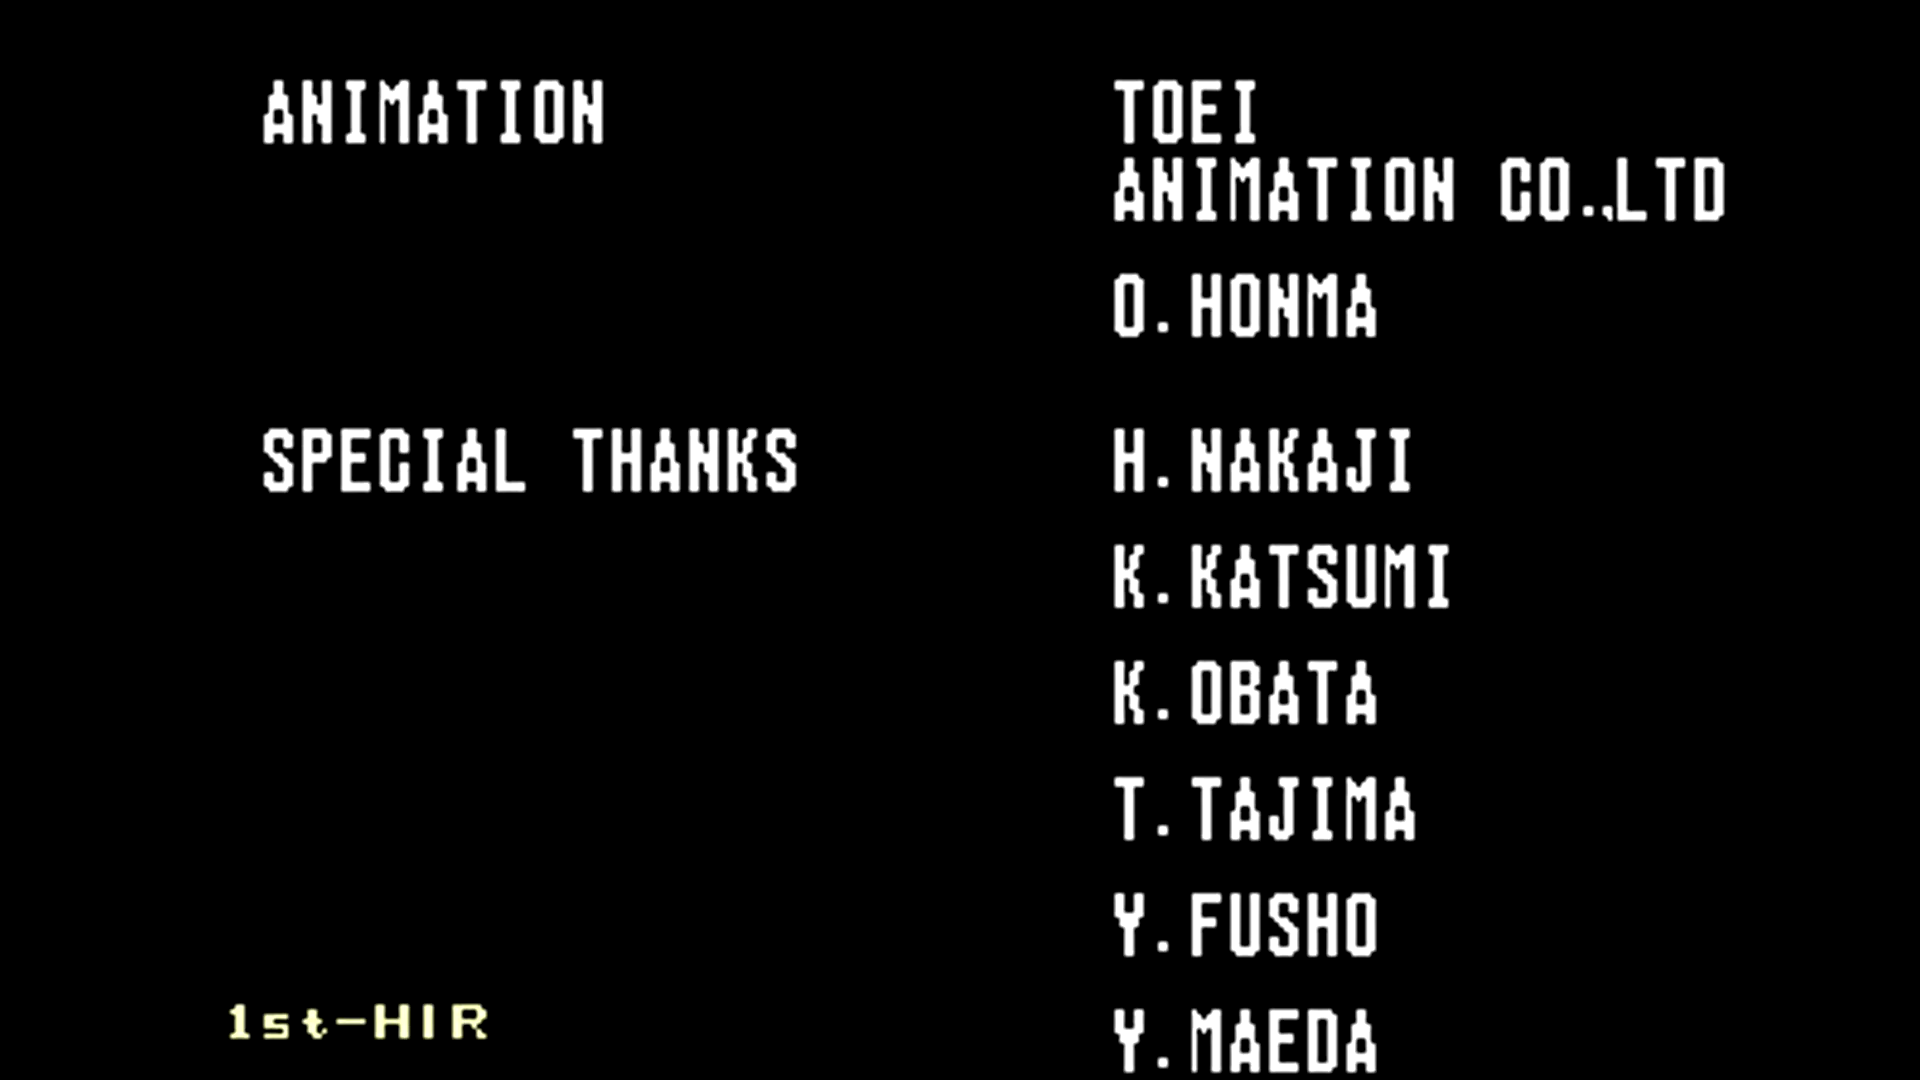 ANIMATION TOEI
ANIMATION CO.,LTD
O.HONMA
SPECIAL THANKS H.NAKAJI
K.KATSUMI
K.OBATA
T.TAJIMA
Y.FUSHO
1st-HIR
Y.MAEDA